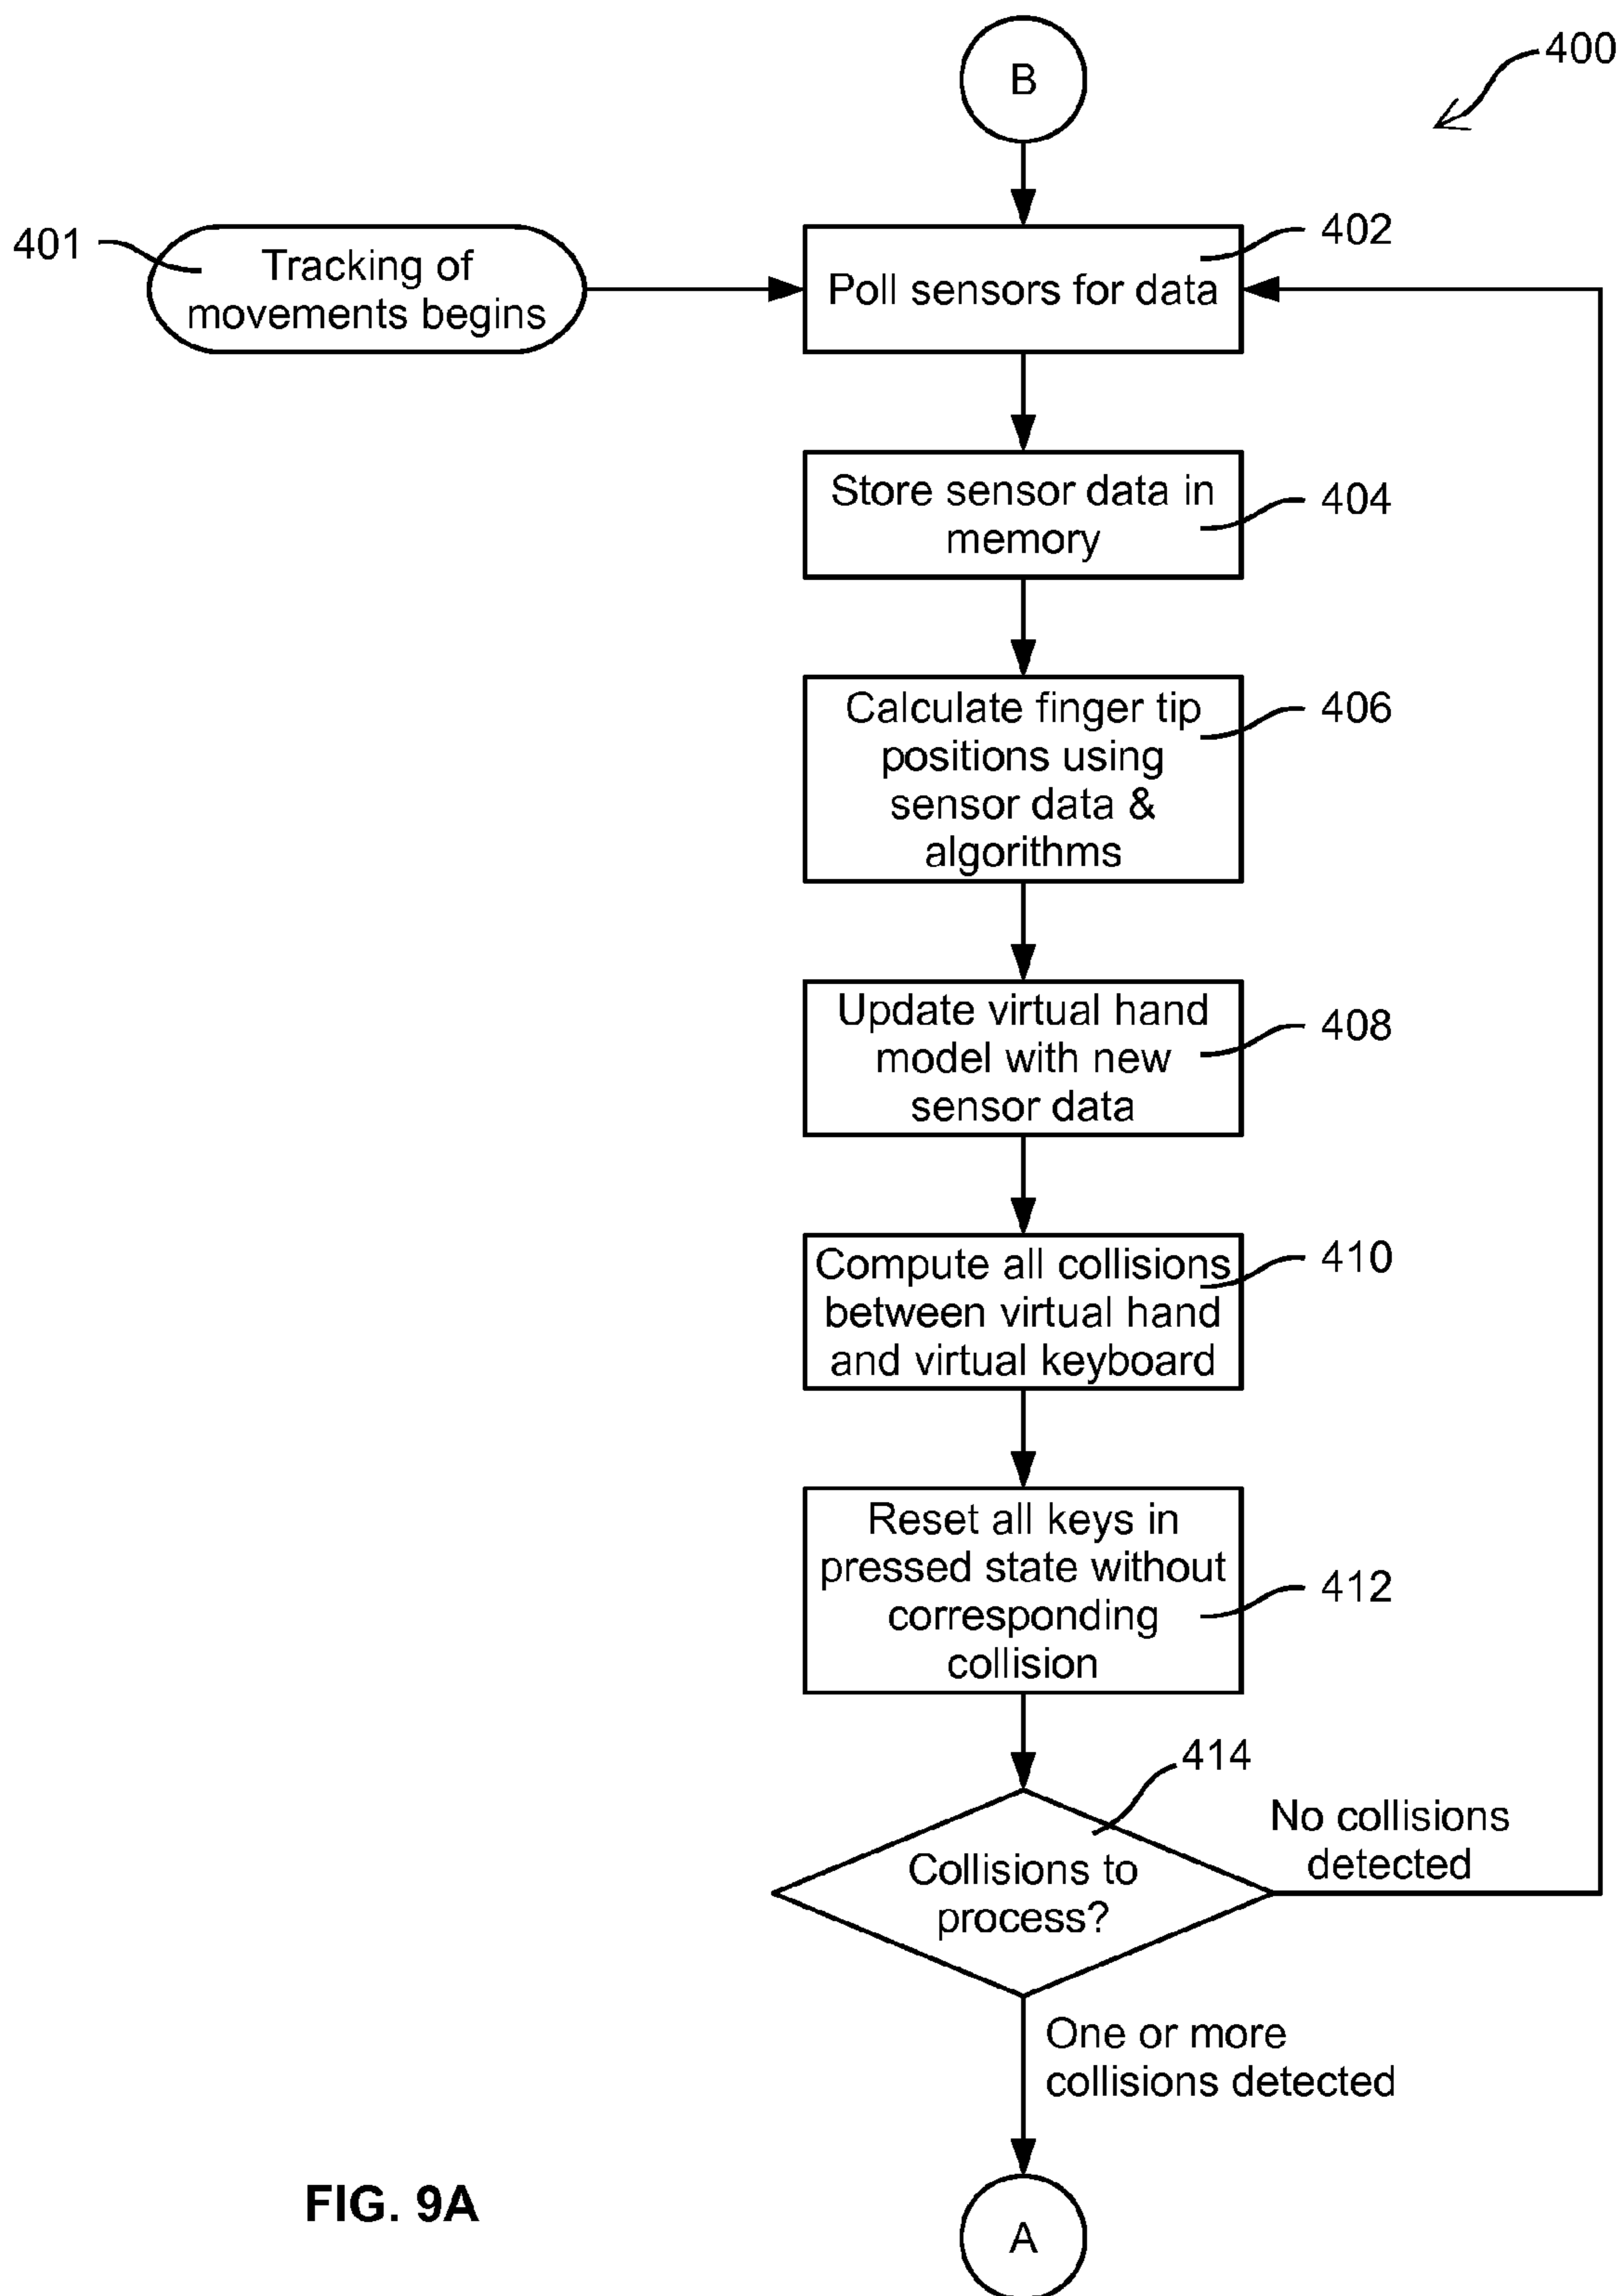 B
400
401
Tracking of
movements begins
402
Poll sensors for data
Store sensor data in
memory
404
Calculate finger tip
positions using
sensor data &
algorithms
406
Update virtual hand
model with new
sensor data
408
Compute all collisions
between virtual hand
and virtual keyboard
410
Reset all keys in
pressed state without
corresponding
collision
412
414
Collisions to
process?
No collisions
detected
One or more
collisions detected
FIG. 9A
A